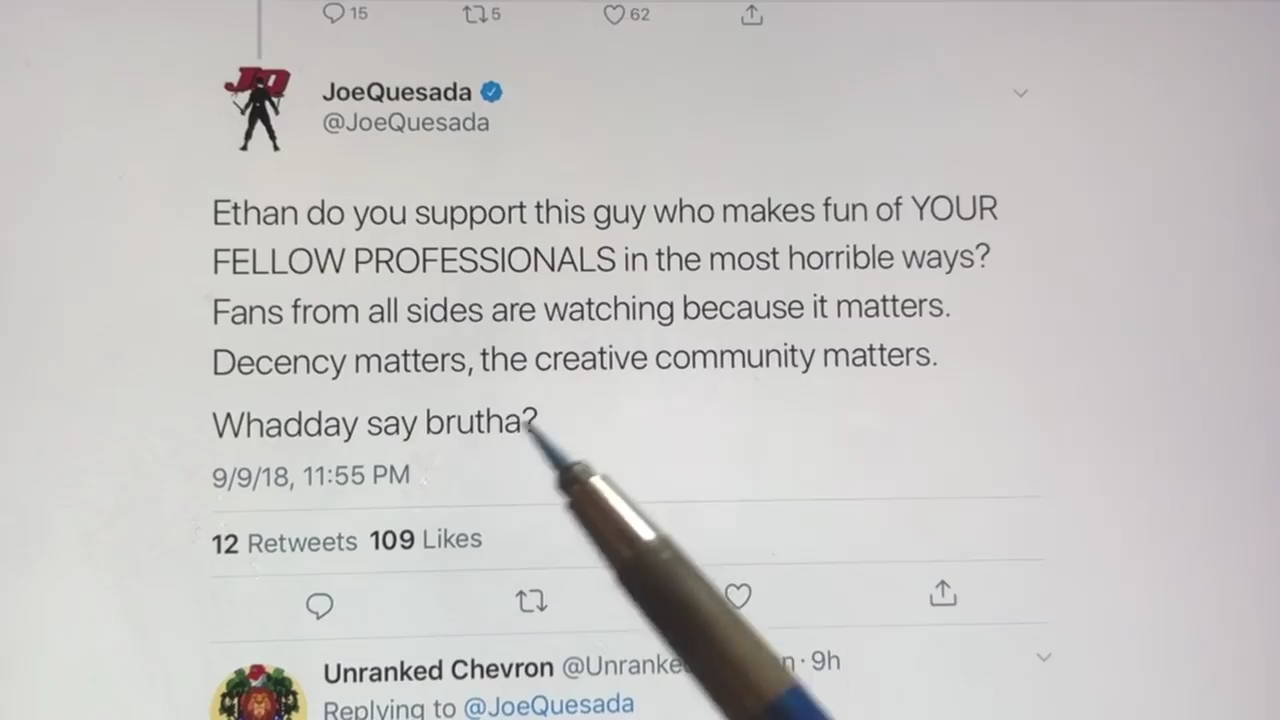 15 5 62
JQ
JoeQuesada
@JoeQuesada
Ethan do you support this guy who makes fun of YOUR
FELLOW PROFESSIONALS in the most horrible ways?
Fans from all sides are watching because it matters.
Decency matters, the creative community matters.
Whadday say brutha?
9/9/18, 11:55 PM
12 Retweets 109 Likes
Unranked Chevron · 9h
Replying to @JoeQuesada